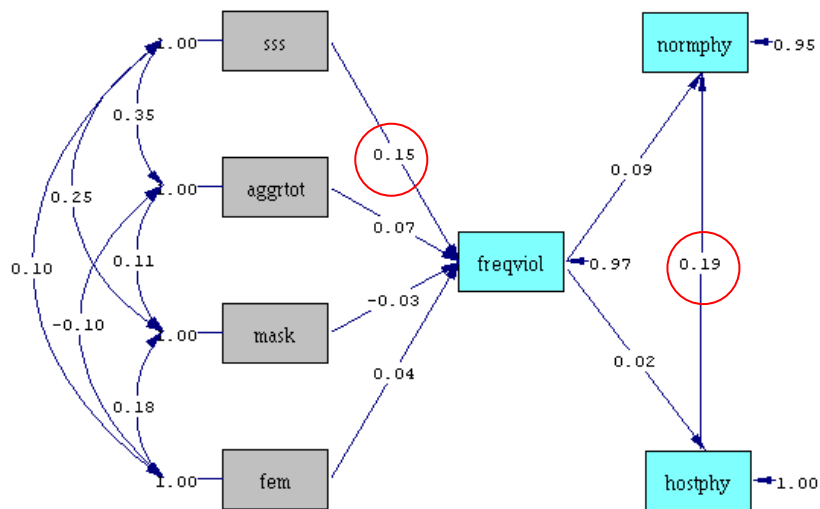 1.00 sss normphy 0.95
0.35
0.15
1.00 aggrtot
0.25
0.07
0.09
0.10
0.11
freqviol 0.97
0.19
-0.10
-0.03
1.00 mask
0.02
0.18
0.04
1.00 fem hostphy 1.00